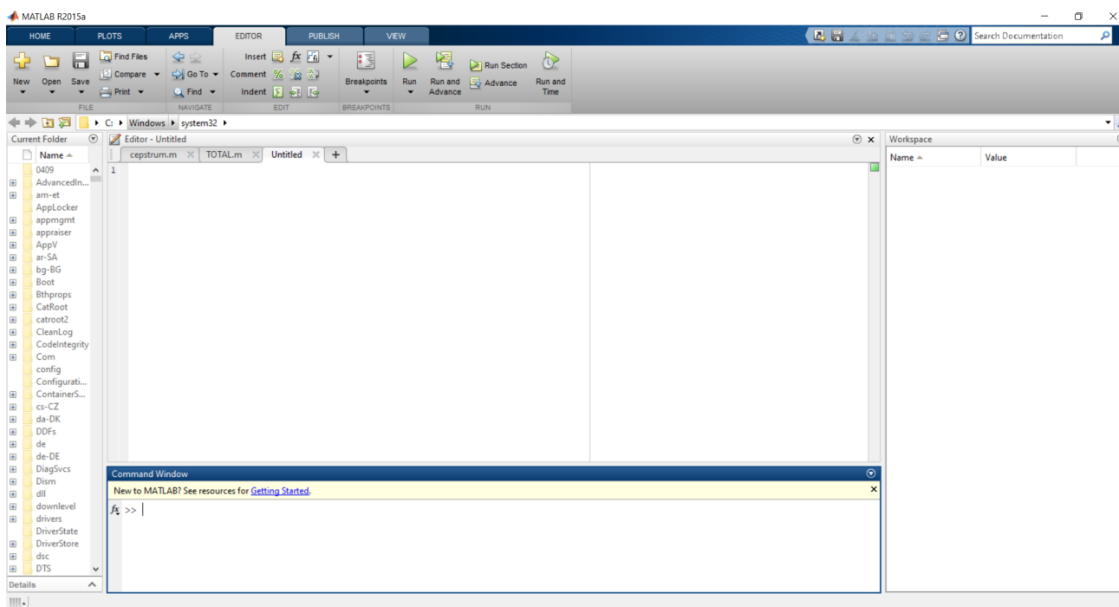 MATLAB R2015a
HOME PLOTS APPS EDITOR PUBLISH VIEW
Search Documentation
New Open Save
Find Files
Compare
Print
FILE
Go To
Find
NAVIGATE
Insert
Comment
Indent
EDIT
Breakpoints
BREAKPOINTS
Run
Run and Advance
Run Section
Advance
Run and Time
RUN
C: Windows system32
Current Folder
Name
0409
AdvancedIn...
am-et
AppLocker
appmgmt
appraiser
AppV
ar-SA
bg-BG
Boot
Bthprops
CatRoot
catroot2
CleanLog
CodeIntegrity
Com
config
Configurati...
ContainerS...
cs-CZ
da-DK
DDFs
de
de-DE
DiagSvcs
Dism
dll
downlevel
drivers
DriverState
DriverStore
dsc
DTS
Details
Editor - Untitled
cepstrum.m TOTAL.m Untitled +
1
Command Window
New to MATLAB? See resources for Getting Started.
fx >>
Workspace
Name Value